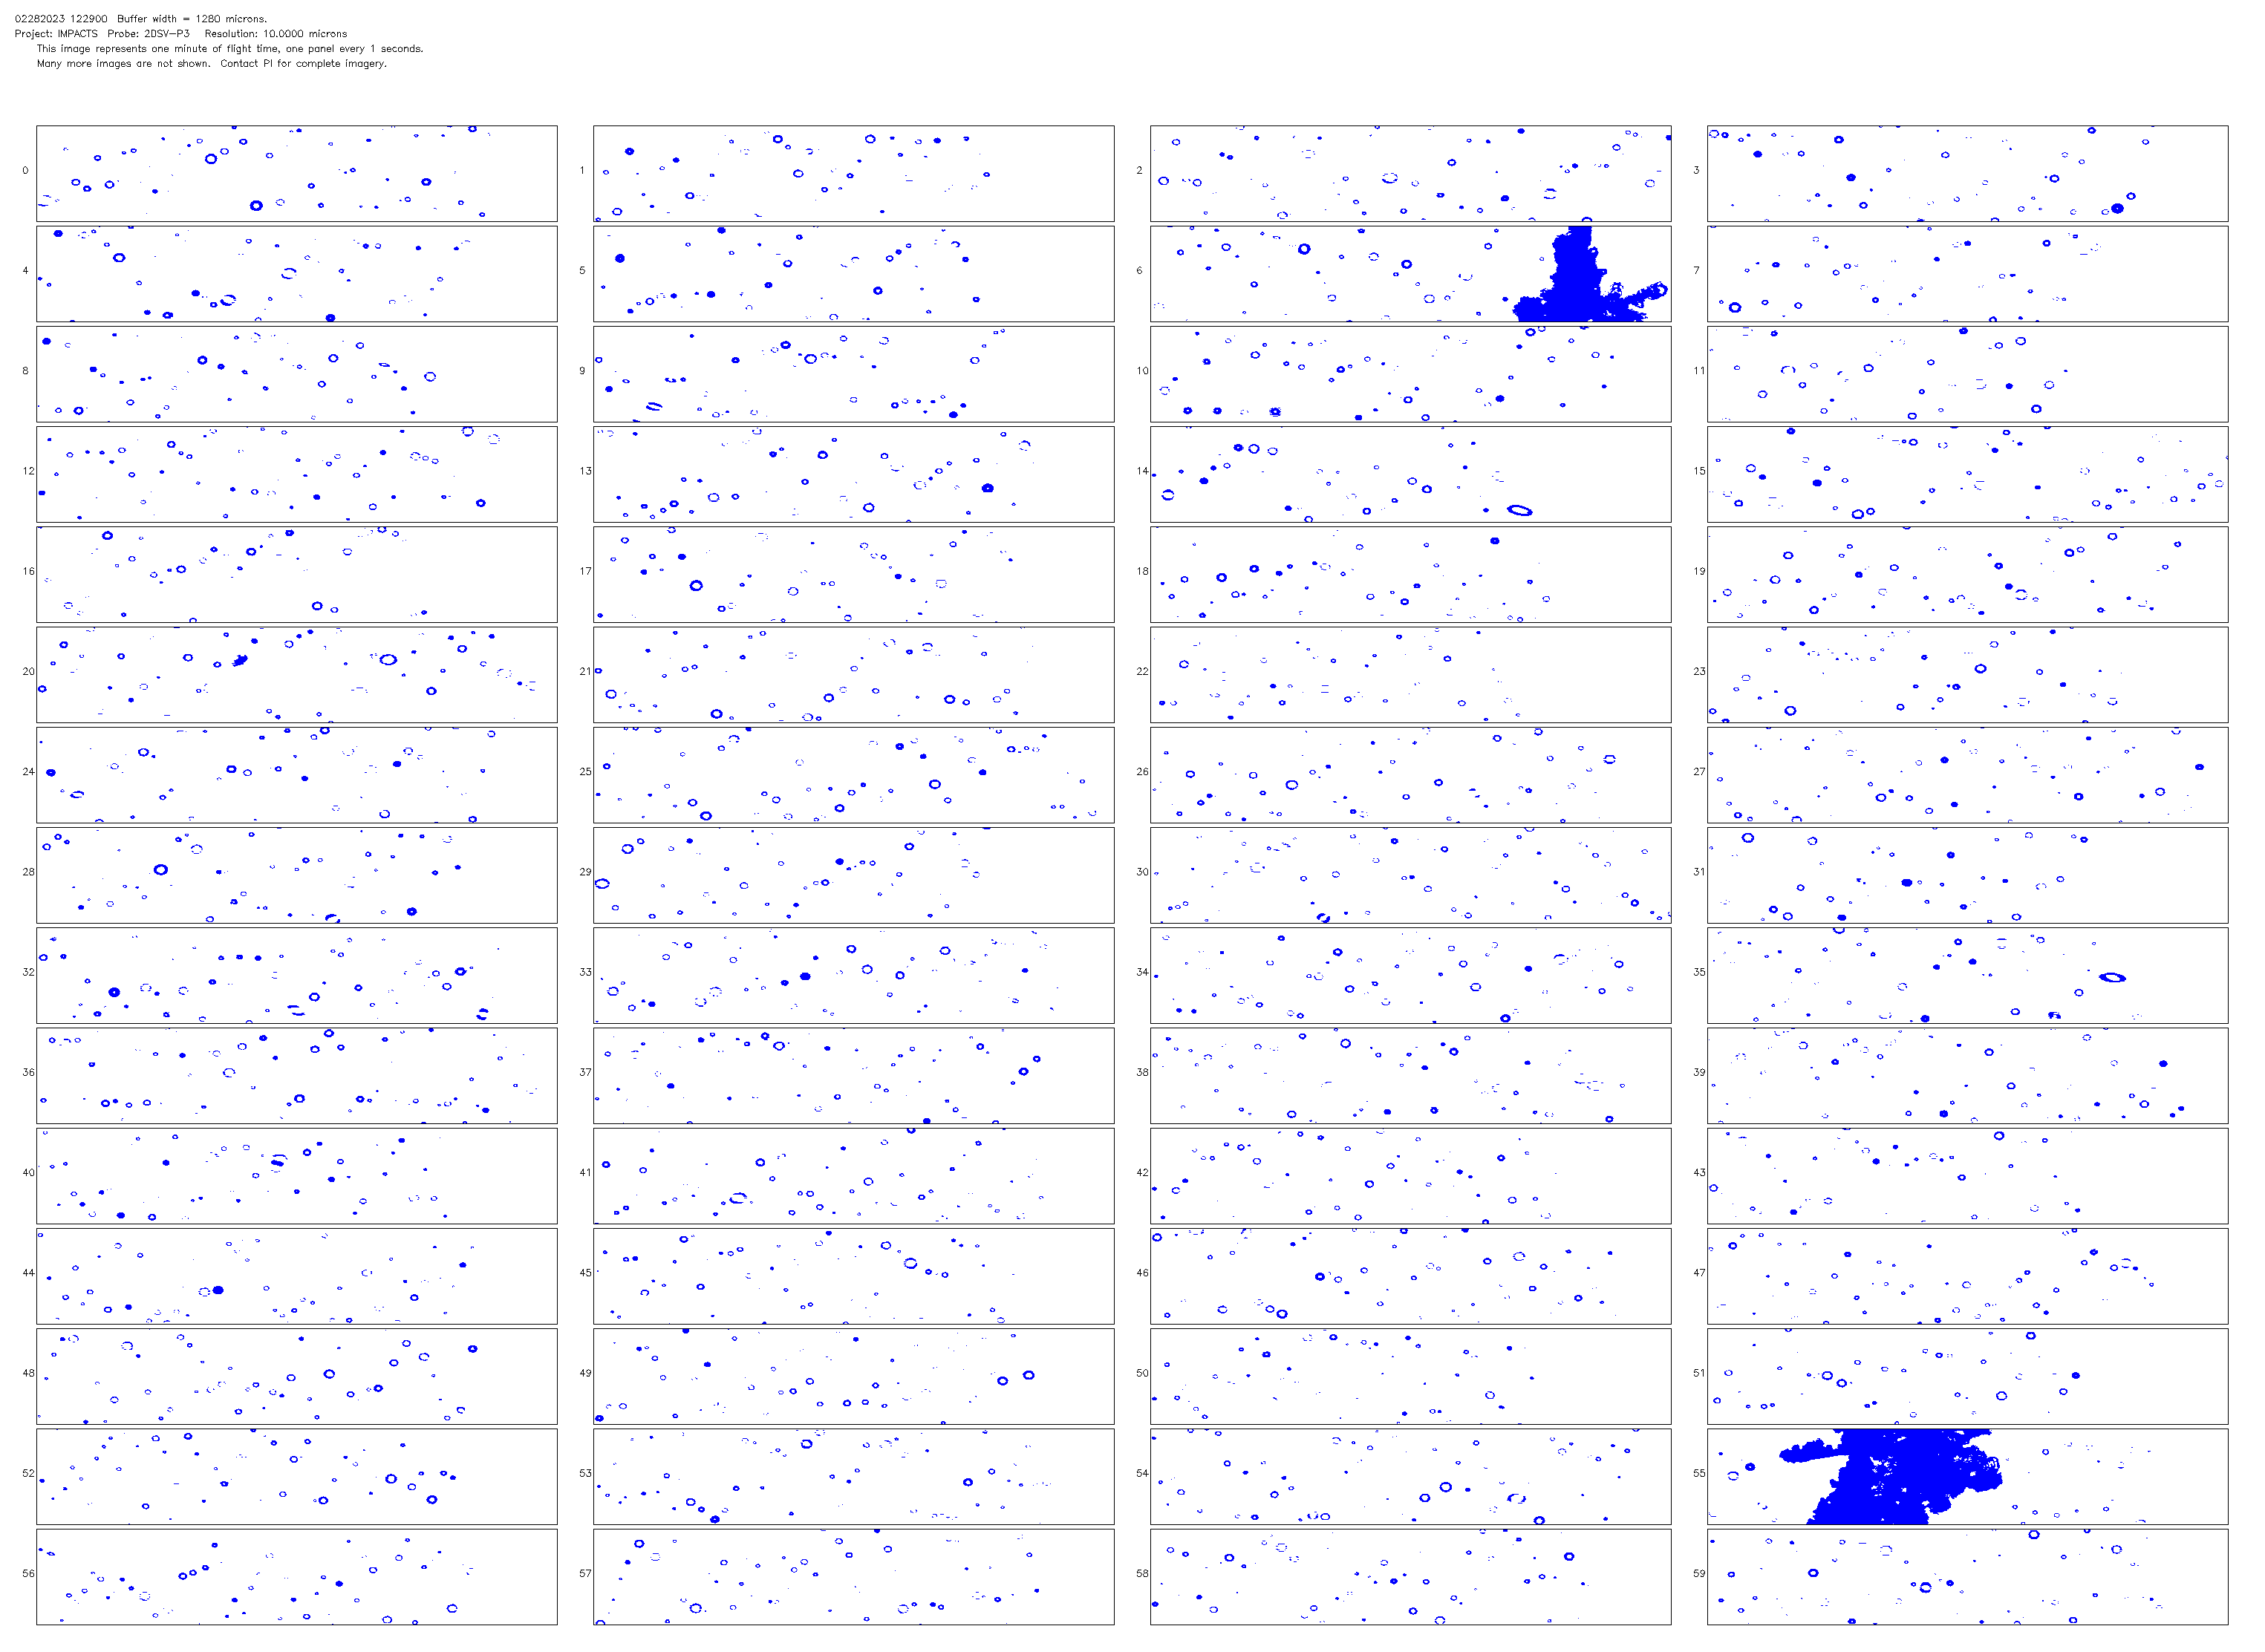 02282023 122900 Buffer width = 1280 microns.
Project: IMPACTS Probe: 2DSV-P3 Resolution: 10.0000 microns
This image represents one minute of flight time, one panel every 1 seconds.
Many more images are not shown. Contact PI for complete imagery.
0 1 2 3
4 5 6 7
8 9 10 11
12 13 14 15
16 17 18 19
20 21 22 23
24 25 26 27
28 29 30 31
32 33 34 35
36 37 38 39
40 41 42 43
44 45 46 47
48 49 50 51
52 53 54 55
56 57 58 59